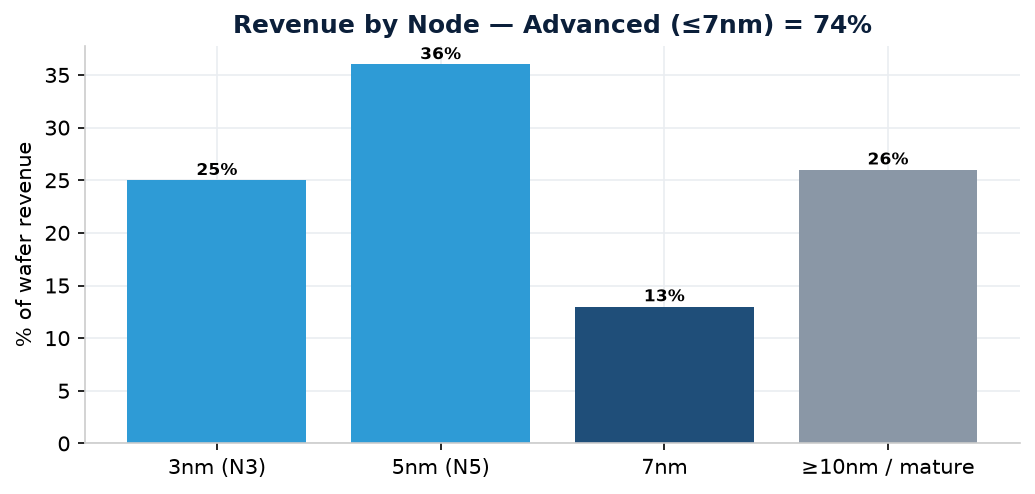 Revenue by Node — Advanced (≤7nm) = 74%
% of wafer revenue
35
30
25
20
15
10
5
0
25%
36%
13%
26%
3nm (N3)
5nm (N5)
7nm
≥10nm / mature